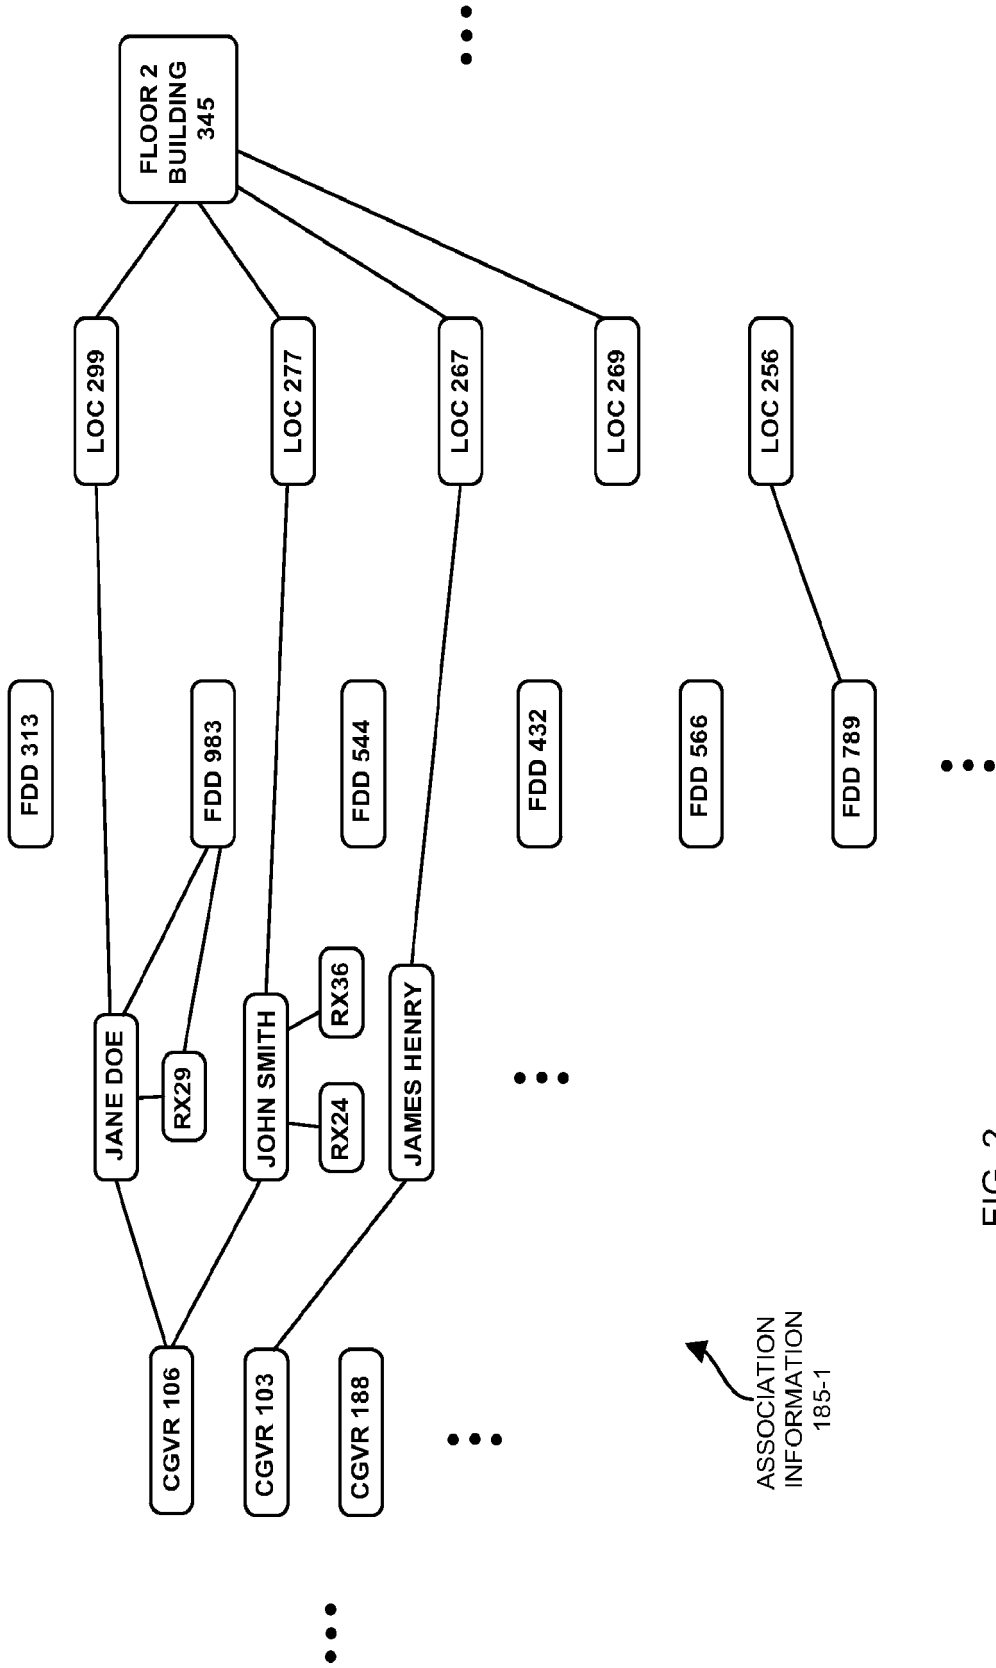 CGVR 106
CGVR 103
CGVR 188
JANE DOE
RX29
JOHN SMITH
RX24
RX36
JAMES HENRY
FDD 313
FDD 983
FDD 544
FDD 432
FDD 566
FDD 789
LOC 299
LOC 277
LOC 267
LOC 269
LOC 256
FLOOR 2
BUILDING
345
ASSOCIATION
INFORMATION
185-1
FIG. 2